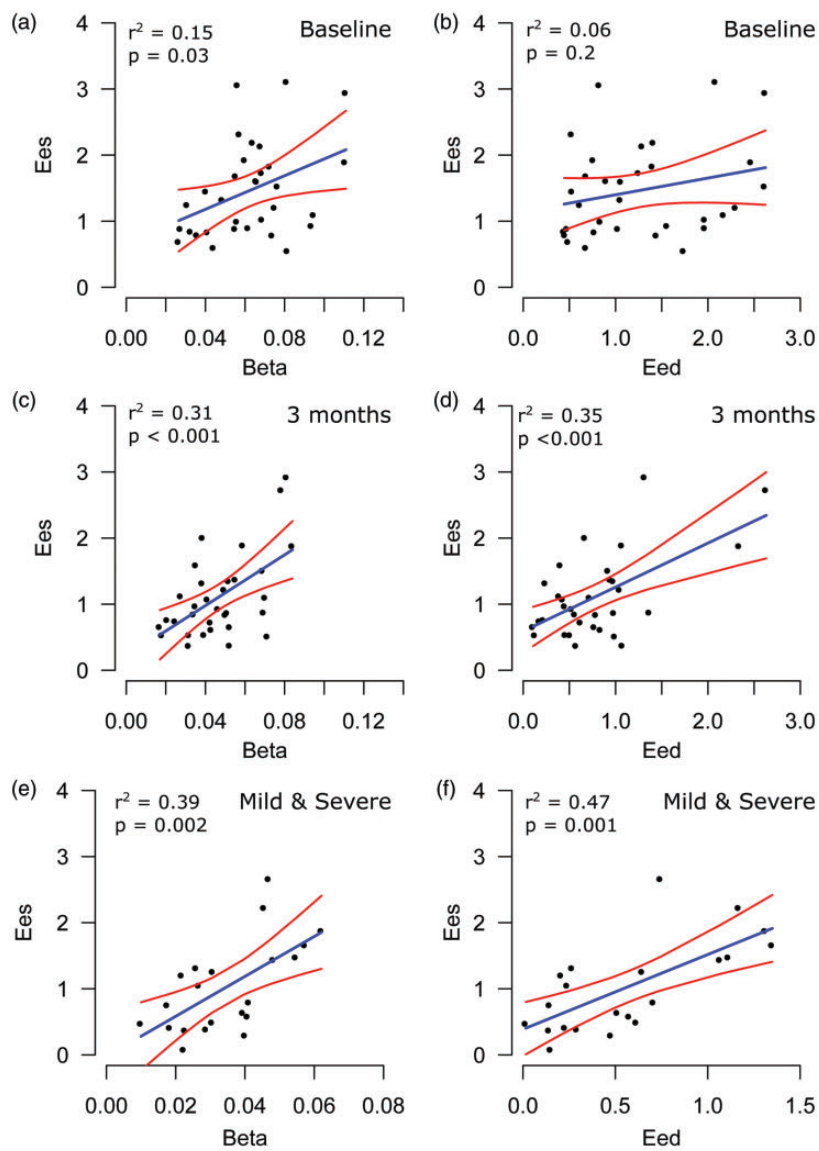 (a)
r² = 0.15
p = 0.03
Baseline
4
3
2
1
0
Ees
0.00 0.04 0.08 0.12
Beta
(b)
r² = 0.06
p = 0.2
Baseline
4
3
2
1
0
Ees
0.0 1.0 2.0 3.0
Eed
(c)
r² = 0.31
p < 0.001
3 months
4
3
2
1
0
Ees
0.00 0.04 0.08 0.12
Beta
(d)
r² = 0.35
p <0.001
3 months
4
3
2
1
0
Ees
0.0 1.0 2.0 3.0
Eed
(e)
r² = 0.39
p = 0.002
Mild & Severe
4
3
2
1
0
Ees
0.00 0.02 0.04 0.06 0.08
Beta
(f)
r² = 0.47
p = 0.001
Mild & Severe
4
3
2
1
0
Ees
0.0 0.5 1.0 1.5
Eed